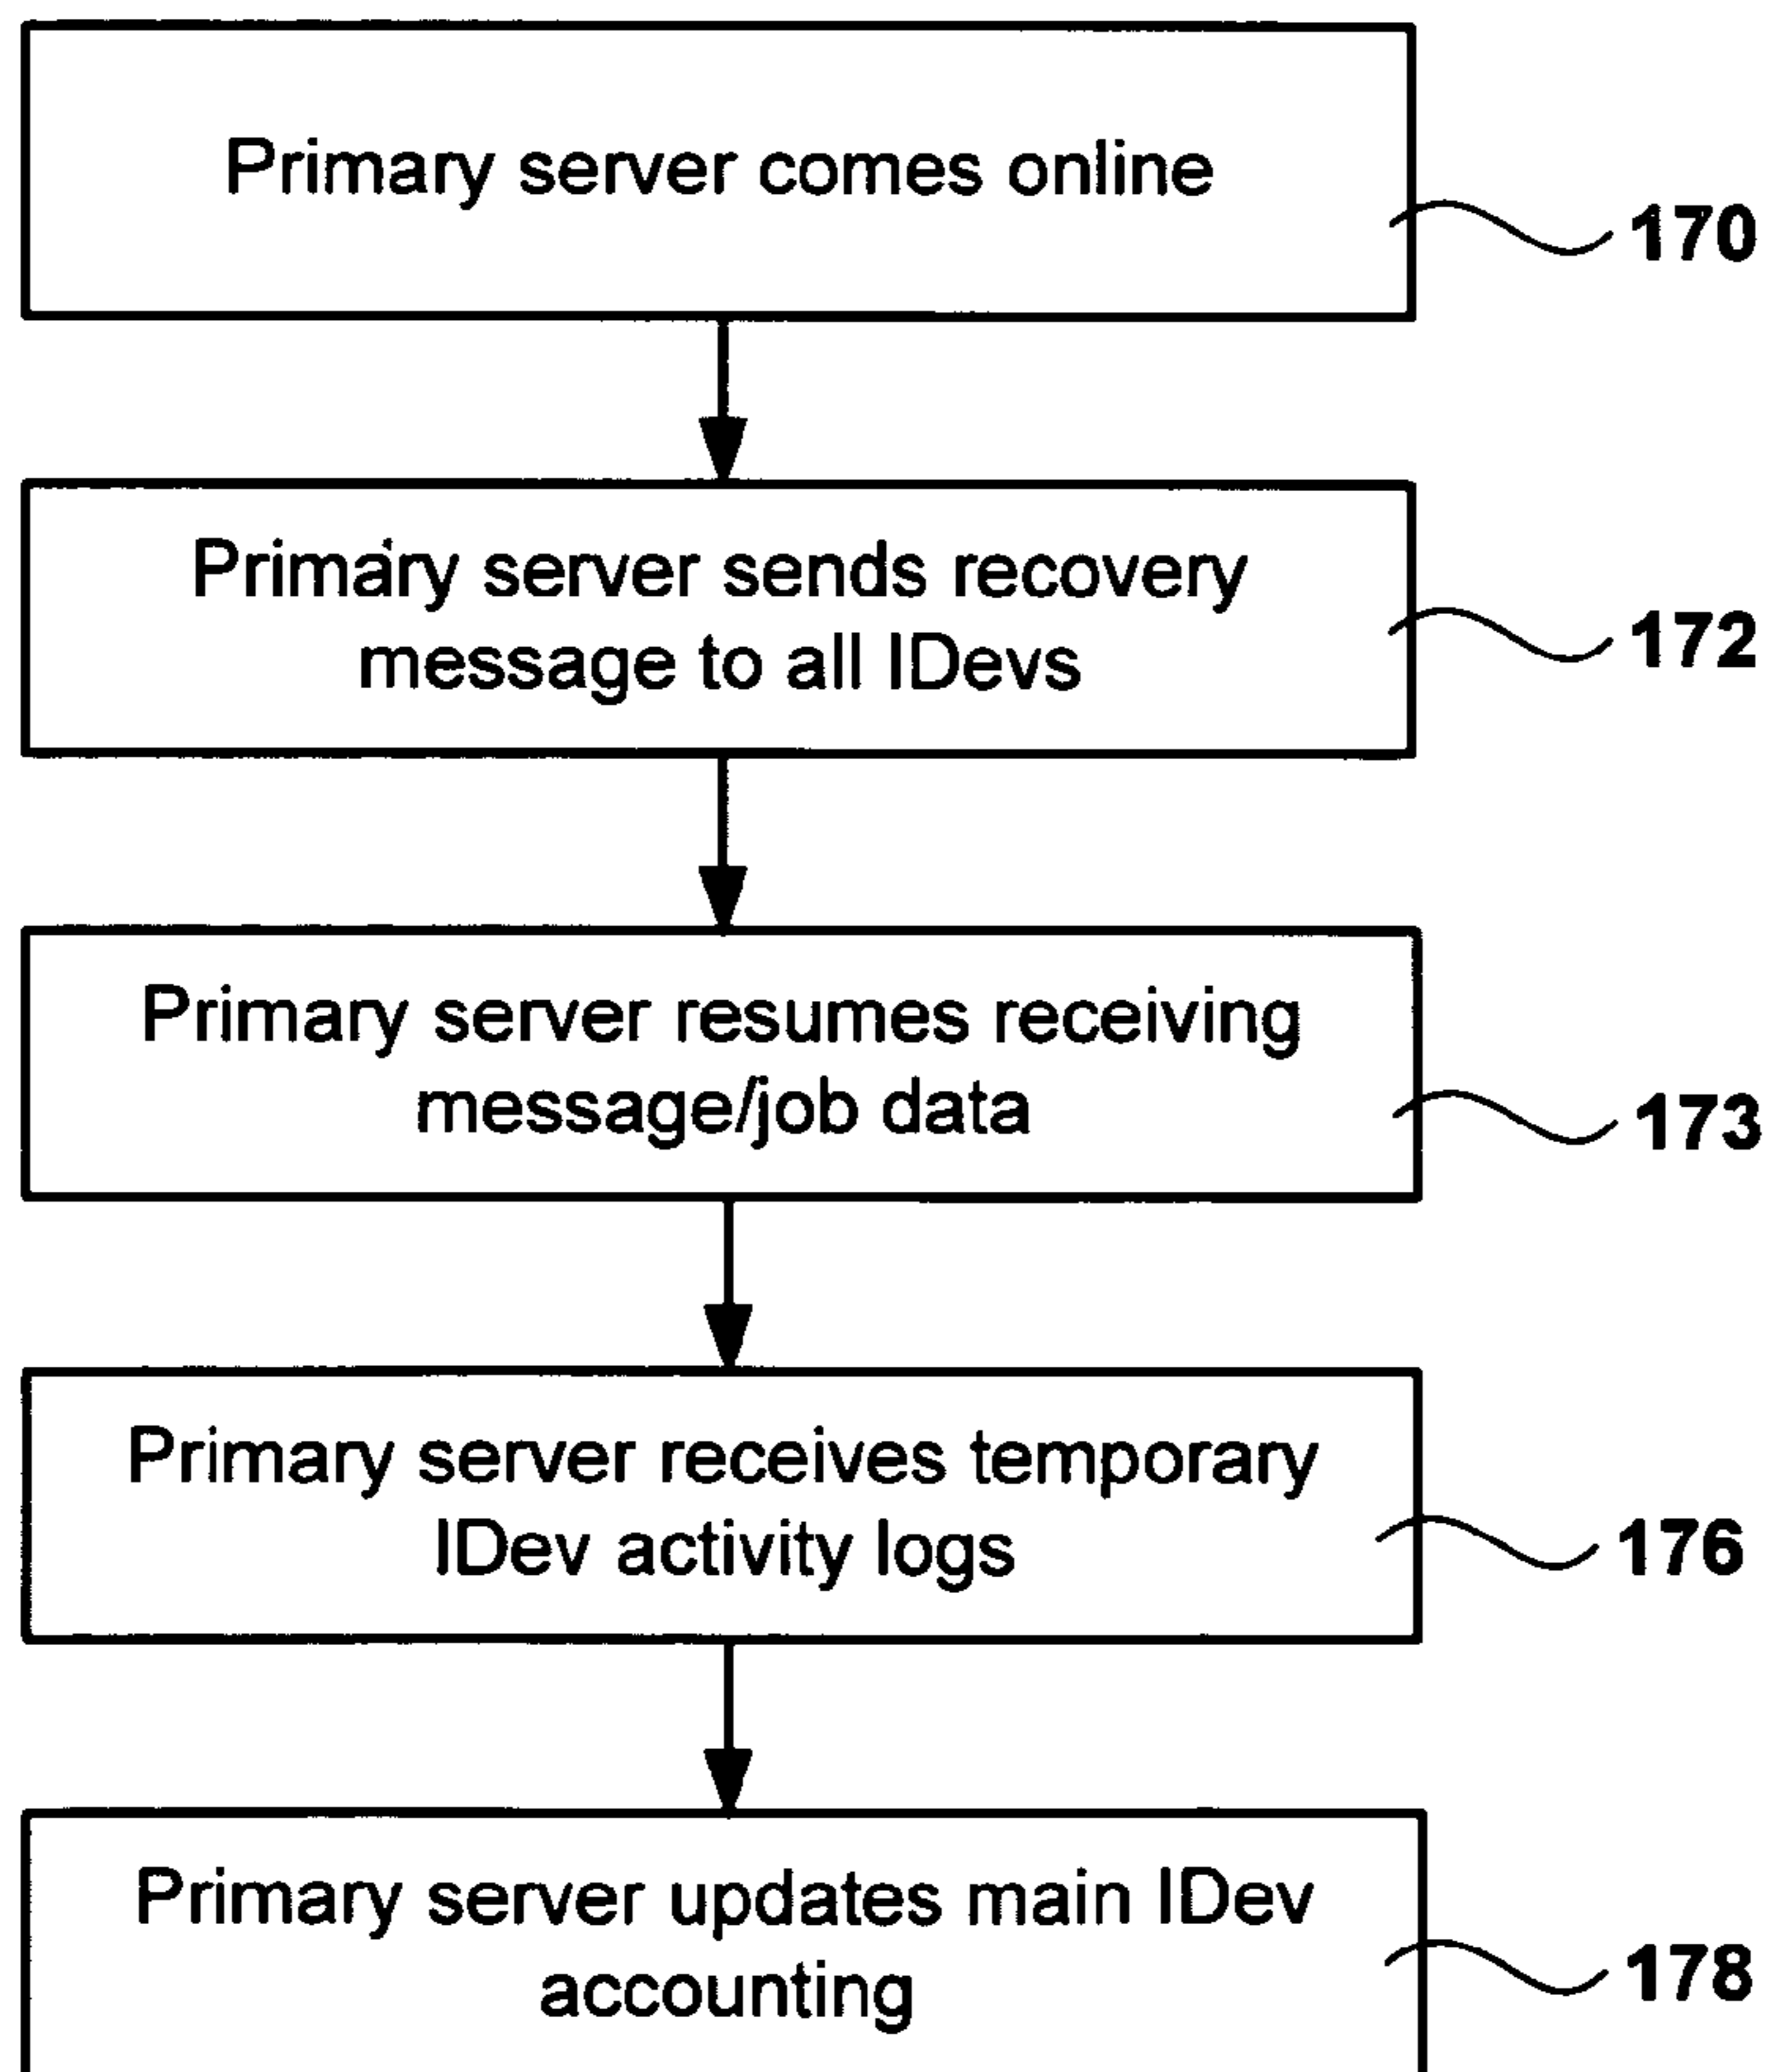 Primary server comes online
170
Primary server sends recovery
message to all IDevs
172
Primary server resumes receiving
message/job data
173
Primary server receives temporary
IDev activity logs
176
Primary server updates main IDev
accounting
178